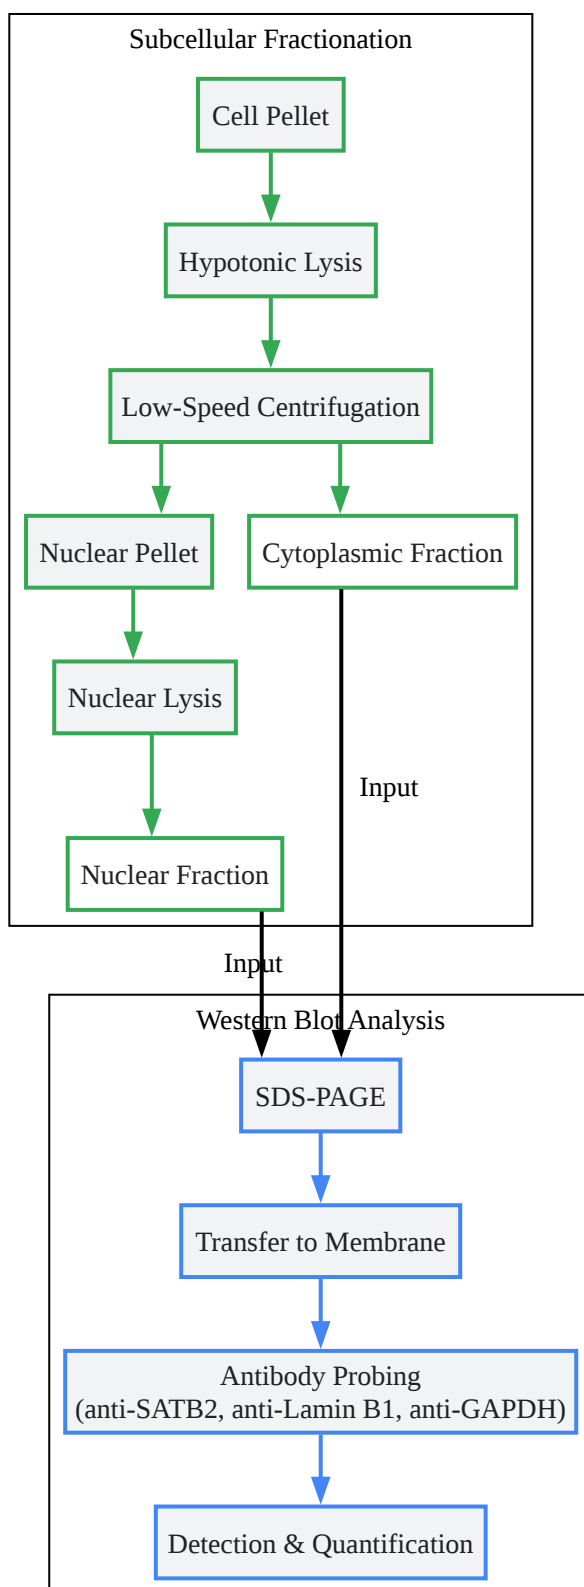 Subcellular Fractionation
Cell Pellet
Hypotonic Lysis
Low-Speed Centrifugation
Nuclear Pellet
Cytoplasmic Fraction
Nuclear Lysis
Input
Nuclear Fraction
Input
Western Blot Analysis
SDS-PAGE
Transfer to Membrane
Antibody Probing
(anti-SATB2, anti-Lamin B1, anti-GAPDH)
Detection & Quantification